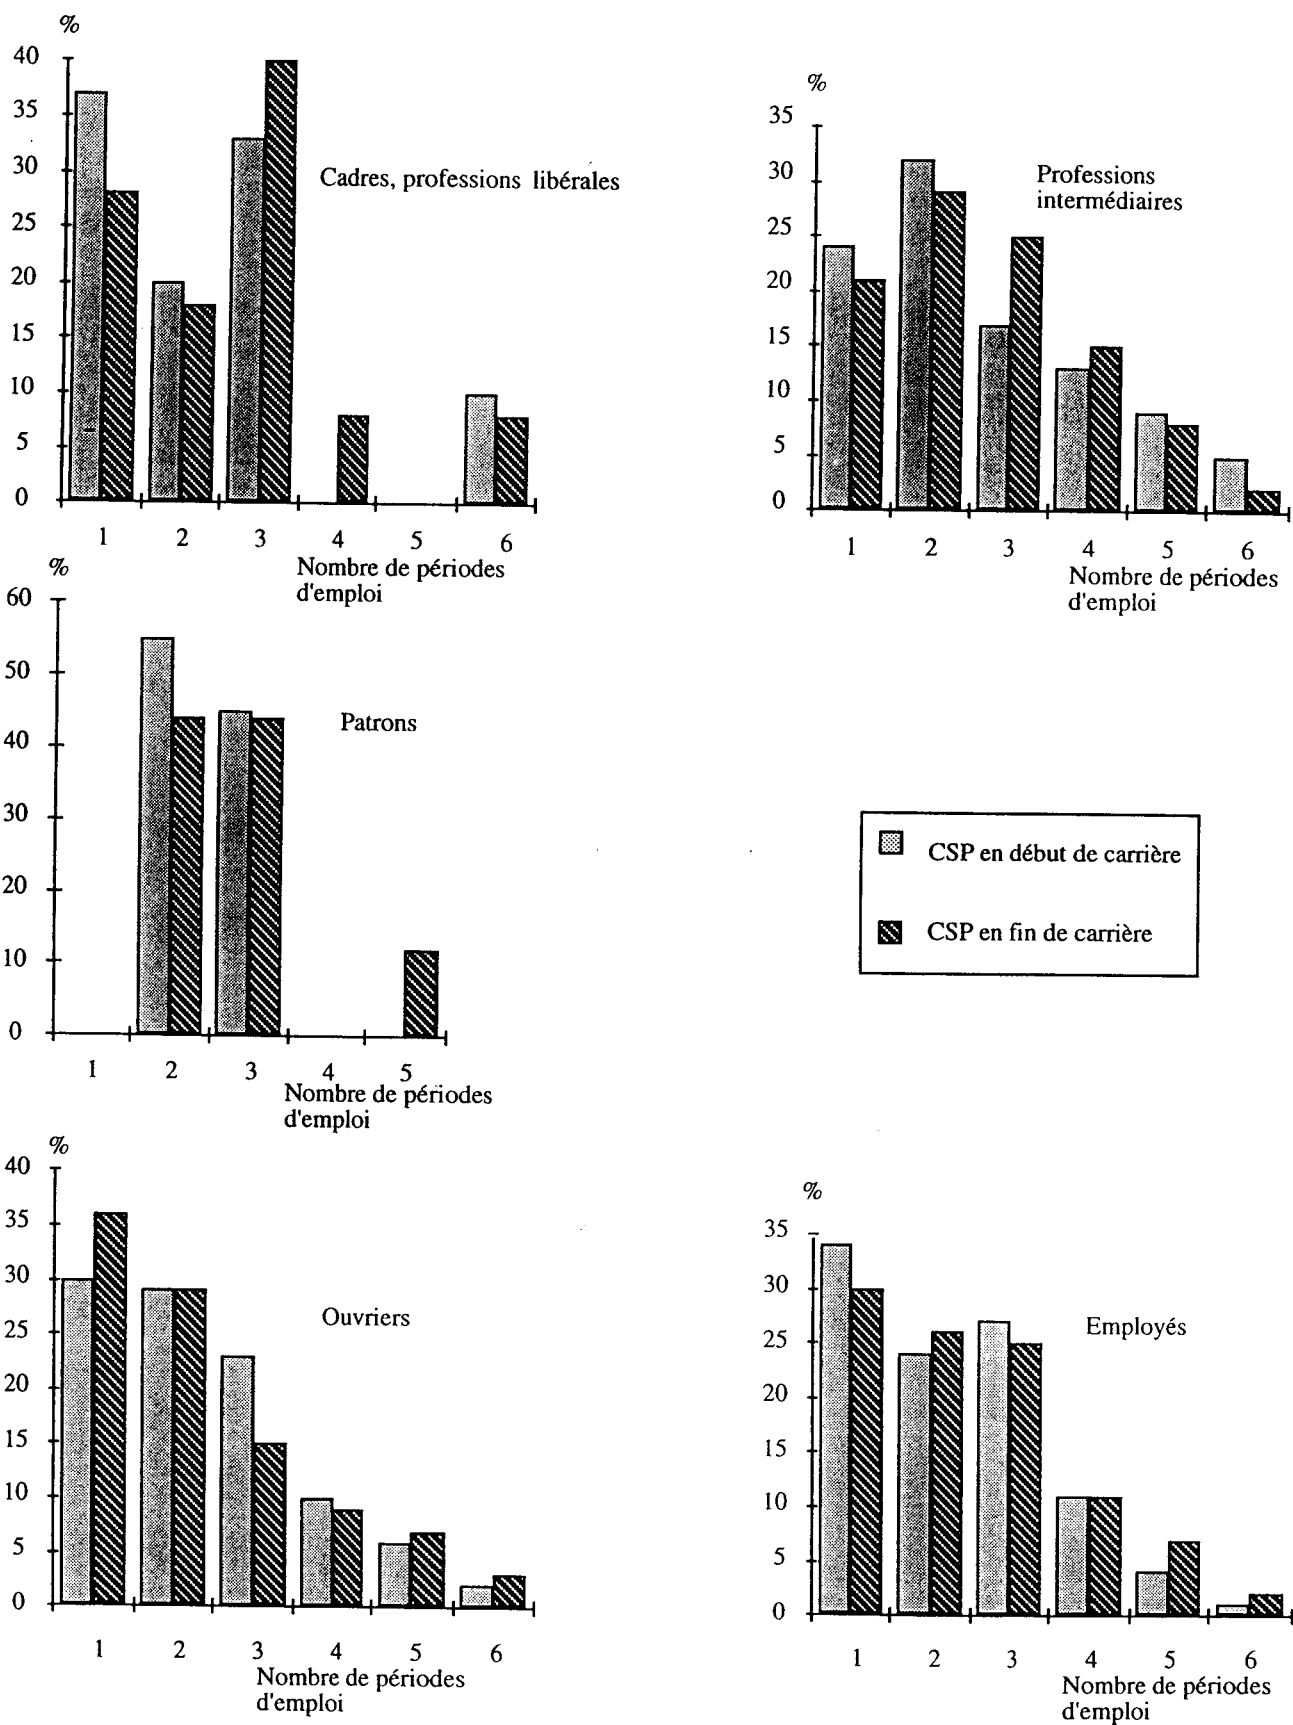 %
40
35
30
25
20
15
10
5
0
Cadres, professions libérales
1 2 3 4 5 6
Nombre de périodes
d'emploi
%
35
30
25
20
15
10
5
0
Professions
intermédiaires
1 2 3 4 5 6
Nombre de périodes
d'emploi
%
60
50
40
30
20
10
0
Patrons
1 2 3 4 5
Nombre de périodes
d'emploi
CSP en début de carrière
CSP en fin de carrière
%
40
35
30
25
20
15
10
5
0
Ouvriers
1 2 3 4 5 6
Nombre de périodes
d'emploi
%
35
30
25
20
15
10
5
0
Employés
1 2 3 4 5 6
Nombre de périodes
d'emploi